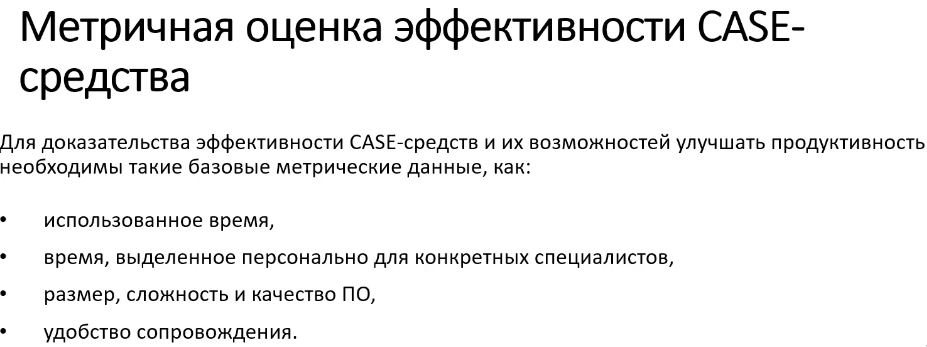 Метричная оценка эффективности CASE-
средства
Для доказательства эффективности CASE-средств и их возможностей улучшать продуктивность
необходимы такие базовые метрические данные, как:
• использованное время,
• время, выделенное персонально для конкретных специалистов,
• размер, сложность и качество ПО,
• удобство сопровождения.